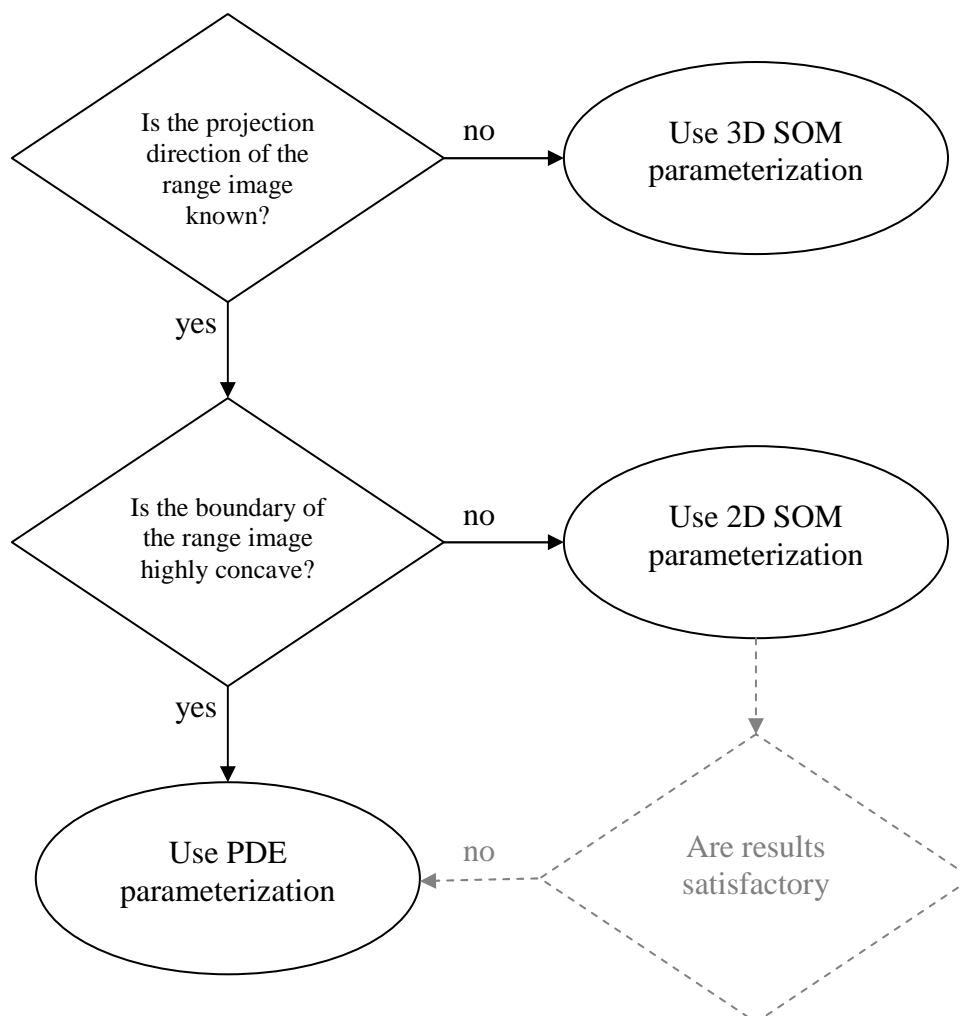 Is the projection
direction of the
range image
known?
no
Use 3D SOM
parameterization
yes
Is the boundary of
the range image
highly concave?
no
Use 2D SOM
parameterization
yes
Use PDE
parameterization
no
Are results
satisfactory